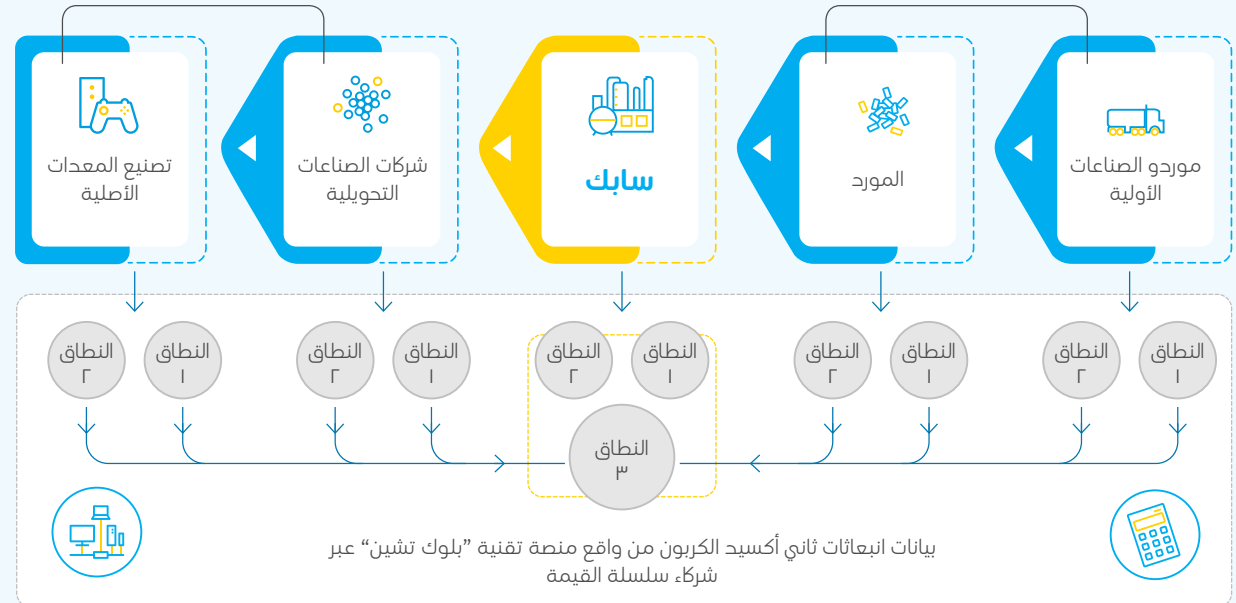 موردو الصناعات
الأولية
المورد
سابك
شركات الصناعات
التحويلية
تصنيع المعدات
الأصلية
النطاق
١
النطاق
٢
النطاق
١
النطاق
٢
النطاق
١
النطاق
٢
النطاق
١
النطاق
٢
النطاق
١
النطاق
٢
النطاق
٣
بيانات انبعاثات ثاني أكسيد الكربون من واقع منصة تقنية ”بلوك تشين“ عبر
شركاء سلسلة القيمة